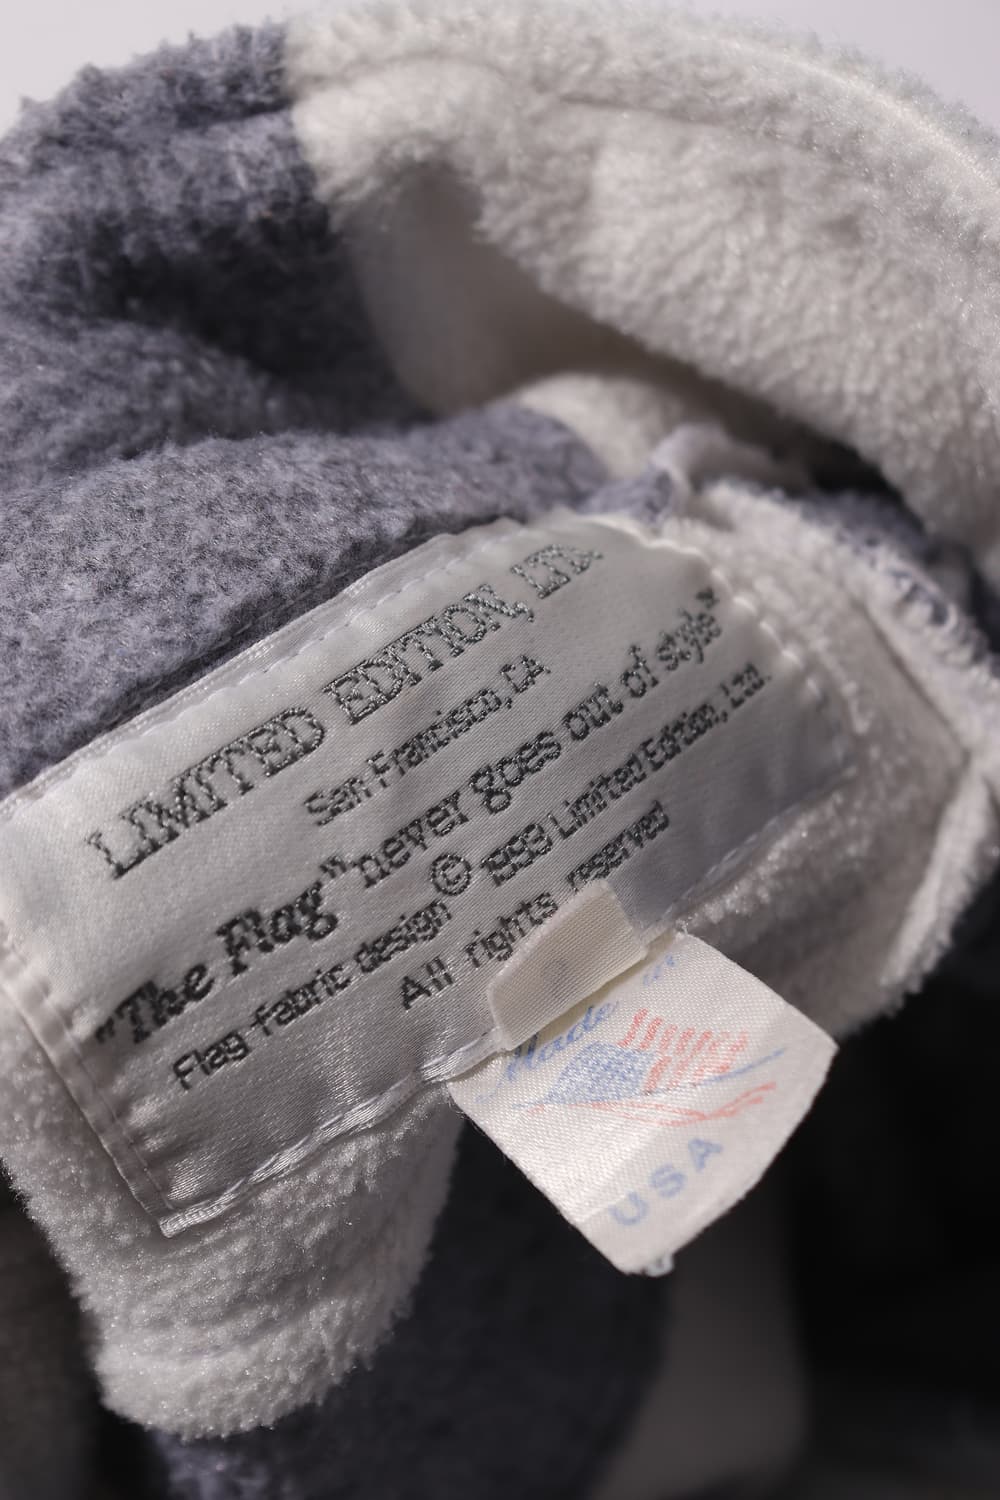 LIMITED EDITION, LTD.
San Francisco, CA
"The Flag" "never goes out of style"
Flag fabric design © 1993 Limited Edition, Ltd.
All rights reserved
Made in
USA